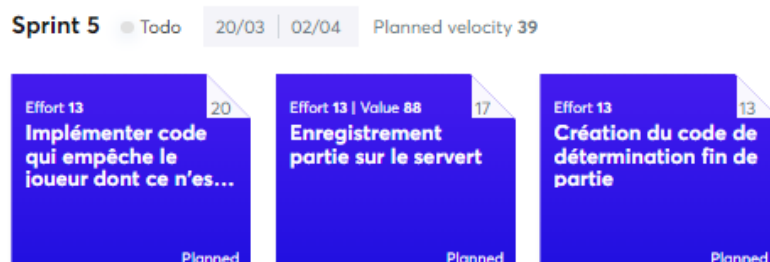 Sprint 5 Todo 20/03 02/04 Planned velocity 39
Effort 13 20
Implémenter code
qui empêche le
joueur dont ce n'es...
Planned
Effort 13 | Value 88 17
Enregistrement
partie sur le servert
Planned
Effort 13 13
Création du code de
détermination fin de
partie
Planned